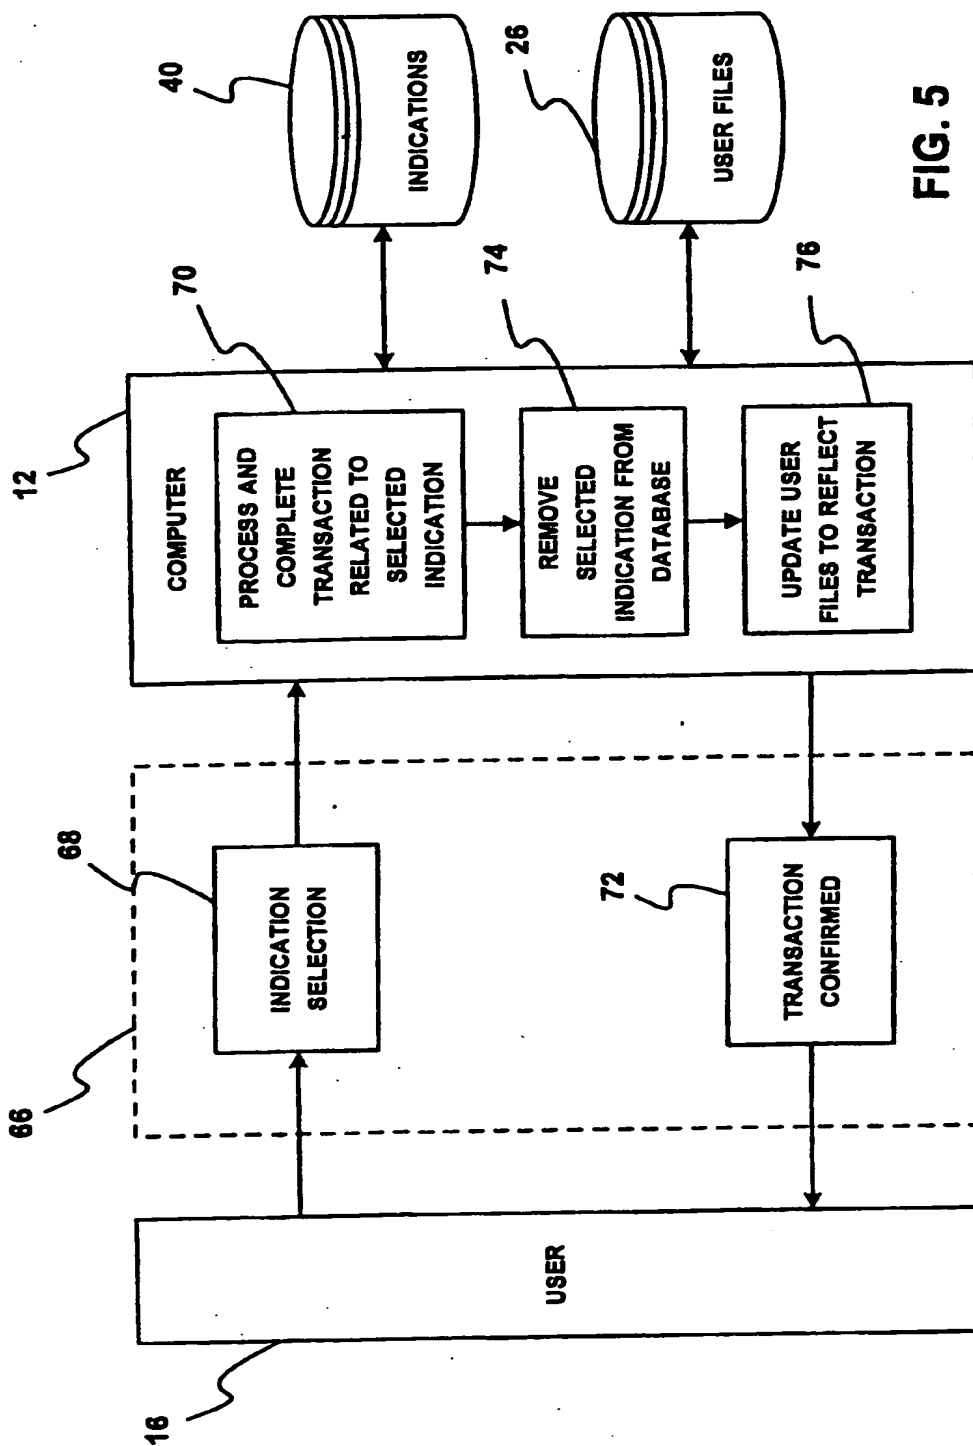 16
USER
66
68
INDICATION
SELECTION
72
TRANSACTION
CONFIRMED
12
COMPUTER
70
PROCESS AND
COMPLETE
TRANSACTION
RELATED TO
SELECTED
INDICATION
74
REMOVE
SELECTED
INDICATION FROM
DATABASE
76
UPDATE USER
FILES TO REFLECT
TRANSACTION
40
INDICATIONS
26
USER FILES
FIG. 5